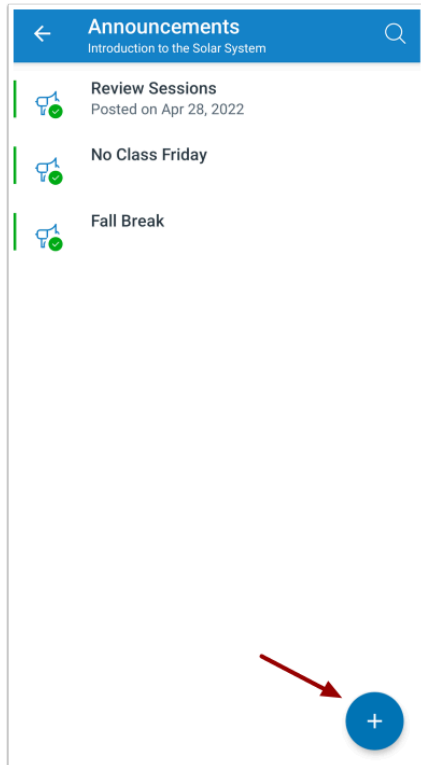 Announcements
Introduction to the Solar System
Review Sessions
Posted on Apr 28, 2022
No Class Friday
Fall Break